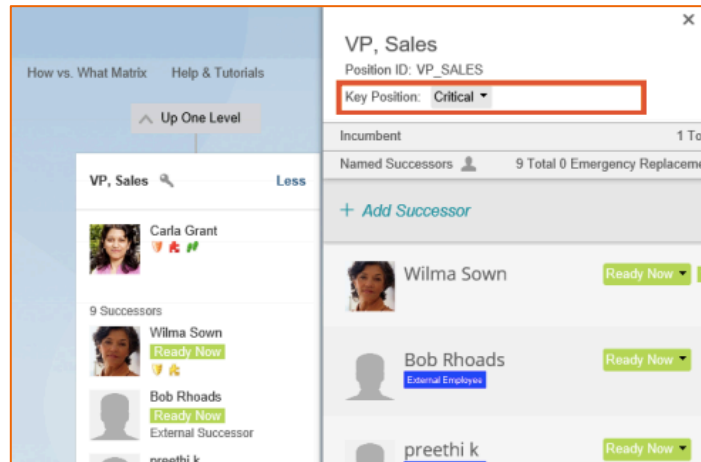 How vs. What Matrix Help & Tutorials
Up One Level
VP, Sales Less
Carla Grant
9 Successors
Wilma Sown
Ready Now
Bob Rhoads
Ready Now
External Successor
preethi k
VP, Sales
Position ID: VP_SALES
Key Position: Critical
Incumbent 1 To
Named Successors 9 Total 0 Emergency Replaceme
+ Add Successor
Wilma Sown Ready Now
Bob Rhoads Ready Now
External Employee
preethi k Ready Now